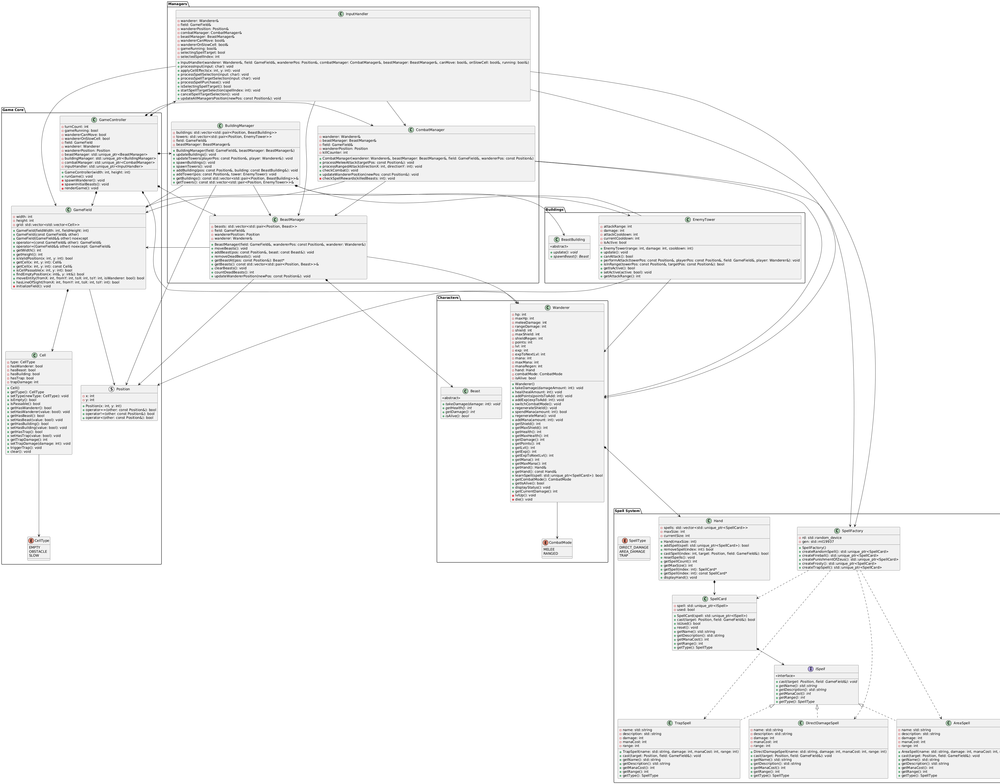 Managers
InputHandler
wanderer: Wanderer&
field: GameField&
wandererPosition: Position&
combatManager: CombatManager&
beastManager: BeastManager&
wandererCanMove: bool&
wandererOnSlowCell: bool&
gameRunning: bool&
selectingSpellTarget: bool
selectedSpellIndex: int
InputHandler(wanderer: Wanderer&, field: GameField&, wandererPos: Position&, combatManager: CombatManager&, beastManager: BeastManager&, canMove: bool&, onSlowCell: bool&, running: bool&)
processInput(input: char): void
applyCellEffects(x: int, y: int): void
processSpellSelection(input: char): void
processSpellTargetSelection(input: char): void
processSpellPurchase(): void
isSelectingSpellTarget(): bool
startSpellTargetSelection(spellIndex: int): void
cancelSpellTargetSelection(): void
updateAllManagersPosition(newPos: const Position&): void
Game Core
GameController
turnCount: int
gameRunning: bool
wandererCanMove: bool
wandererOnSlowCell: bool
field: GameField
wanderer: Wanderer
wandererPosition: Position
beastManager: std::unique_ptr<BeastManager>
buildingManager: std::unique_ptr<BuildingManager>
combatManager: std::unique_ptr<CombatManager>
inputHandler: std::unique_ptr<InputHandler>
GameController(width: int, height: int)
runGame(): void
spawnWanderer(): void
spawnInitialBeasts(): void
renderGame(): void
BuildingManager
buildings: std::vector<std::pair<Position, BeastBuilding>>
towers: std::vector<std::pair<Position, EnemyTower>>
field: GameField&
beastManager: BeastManager&
BuildingManager(field: GameField&, beastManager: BeastManager&)
updateBuildings(): void
updateTowers(playerPos: const Position&, player: Wanderer&): void
spawnBuildings(): void
spawnTowers(): void
addBuilding(pos: const Position&, building: const BeastBuilding&): void
addTower(pos: const Position&, tower: EnemyTower): void
getBuildings(): const std::vector<std::pair<Position, BeastBuilding>>&
getTowers(): const std::vector<std::pair<Position, EnemyTower>>&
CombatManager
wanderer: Wanderer&
beastManager: BeastManager&
field: GameField&
wandererPosition: Position
killCounter: int
CombatManager(wanderer: Wanderer&, beastManager: BeastManager&, field: GameField&, wandererPos: const Position&)
processMeleeAttack(targetPos: const Position&): void
processRangedAttack(directionX: int, directionY: int): void
checkCombat(): void
updateWandererPosition(newPos: const Position&): void
checkSpellRewards(killedBeasts: int): void
GameField
width: int
height: int
grid: std::vector<std::vector<Cell>>
GameField(fieldWidth: int, fieldHeight: int)
GameField(const GameField& other)
GameField(GameField&& other) noexcept
operator=(const GameField& other): GameField&
operator=(GameField&& other) noexcept: GameField&
getWidth(): int
getHeight(): int
isValidPosition(x: int, y: int): bool
getCell(x: int, y: int): Cell&
getCell(x: int, y: int): const Cell&
isCellPassable(x: int, y: int): bool
findEmptyPosition(x: int&, y: int&): bool
moveEntity(fromX: int, fromY: int, toX: int, toY: int, isWanderer: bool): bool
hasLineOfSight(fromX: int, fromY: int, toX: int, toY: int): bool
initializeField(): void
BeastManager
beasts: std::vector<std::pair<Position, Beast>>
field: GameField&
wandererPosition: Position
wanderer: Wanderer&
BeastManager(field: GameField&, wandererPos: const Position&, wanderer: Wanderer&)
moveBeasts(): void
addBeast(pos: const Position&, beast: const Beast&): void
removeDeadBeasts(): void
getBeastAt(pos: const Position&): Beast*
getBeasts(): const std::vector<std::pair<Position, Beast>>&
clearBeasts(): void
countDeadBeasts(): int
updateWandererPosition(newPos: const Position&): void
Buildings
BeastBuilding
«abstract»
update(): void
spawnBeast(): Beast
EnemyTower
attackRange: int
damage: int
attackCooldown: int
currentCooldown: int
isActive: bool
EnemyTower(range: int, damage: int, cooldown: int)
update(): void
canAttack(): bool
performAttack(towerPos: const Position&, playerPos: const Position&, field: GameField&, player: Wanderer&): void
isInRange(towerPos: const Position&, targetPos: const Position&): bool
getIsActive(): bool
setActive(active: bool): void
getAttackRange(): int
Cell
type: CellType
hasWanderer: bool
hasBeast: bool
hasBuilding: bool
hasTrap: bool
trapDamage: int
Cell()
getType(): CellType
setType(newType: CellType): void
isEmpty(): bool
isPassable(): bool
getHasWanderer(): bool
setHasWanderer(value: bool): void
getHasBeast(): bool
setHasBeast(value: bool): void
getHasBuilding(): bool
setHasBuilding(value: bool): void
getHasTrap(): bool
setHasTrap(value: bool): void
getTrapDamage(): int
setTrapDamage(damage: int): void
triggerTrap(): void
clear(): void
Position
x: int
y: int
Position(x: int, y: int)
operator==(other: const Position&): bool
operator!=(other: const Position&): bool
operator<(other: const Position&): bool
CellType
EMPTY
OBSTACLE
SLOW
Characters
Beast
«abstract»
takeDamage(damage: int): void
getHealth(): int
getDamage(): int
isAlive(): bool
Wanderer
hp: int
maxHp: int
meleeDamage: int
rangeDamage: int
shield: int
maxShield: int
shieldRegen: int
points: int
lvl: int
exp: int
expToNextLvl: int
mana: int
maxMana: int
manaRegen: int
hand: Hand
combatMode: CombatMode
isAlive: bool
Wanderer()
takeDamage(damageAmount: int): void
heal(healAmount: int): void
addPoints(pointsToAdd: int): void
addExp(expToAdd: int): void
switchCombatMode(): void
regenerateShield(): void
spendMana(amount: int): bool
regenerateMana(): void
addMana(amount: int): void
getShield(): int
getMaxShield(): int
getHealth(): int
getMaxHealth(): int
getDamage(): int
getPoints(): int
getLvl(): int
getExp(): int
getExpToNextLvl(): int
getMana(): int
getMaxMana(): int
getHand(): Hand&
getHand(): const Hand&
learnSpell(spell: std::unique_ptr<SpellCard>): bool
getCombatMode(): CombatMode
getIsAlive(): bool
displayStatus(): void
getCurrentDamage(): int
lvlUp(): void
die(): void
CombatMode
MELEE
RANGED
Spell System
SpellType
DIRECT_DAMAGE
AREA_DAMAGE
TRAP
Hand
spells: std::vector<std::unique_ptr<SpellCard>>
maxSize: int
currentSize: int
Hand(maxSize: int)
addSpell(spell: std::unique_ptr<SpellCard>): bool
removeSpell(index: int): bool
castSpell(index: int, target: Position, field: GameField&): bool
resetSpells(): void
getSpellCount(): int
getMaxSize(): int
getSpell(index: int): SpellCard*
getSpell(index: int): const SpellCard*
displayHand(): void
SpellFactory
rd: std::random_device
gen: std::mt19937
SpellFactory()
createRandomSpell(): std::unique_ptr<SpellCard>
createFireball(): std::unique_ptr<SpellCard>
createPunishmentOfZeus(): std::unique_ptr<SpellCard>
createFrosty(): std::unique_ptr<SpellCard>
createTrapSpell(): std::unique_ptr<SpellCard>
SpellCard
spell: std::unique_ptr<ISpell>
used: bool
SpellCard(spell: std::unique_ptr<ISpell>)
cast(target: Position, field: GameField&): bool
isUsed(): bool
reset(): void
getName(): std::string
getDescription(): std::string
getManaCost(): int
getRange(): int
getType(): SpellType
ISpell
«interface»
cast(target: Position, field: GameField&): void
getName(): std::string
getDescription(): std::string
getManaCost(): int
getRange(): int
getType(): SpellType
TrapSpell
name: std::string
description: std::string
damage: int
manaCost: int
range: int
TrapSpell(name: std::string, damage: int, manaCost: int, range: int)
cast(target: Position, field: GameField&): void
getName(): std::string
getDescription(): std::string
getManaCost(): int
getRange(): int
getType(): SpellType
DirectDamageSpell
name: std::string
description: std::string
damage: int
manaCost: int
range: int
DirectDamageSpell(name: std::string, damage: int, manaCost: int, range: int)
cast(target: Position, field: GameField&): void
getName(): std::string
getDescription(): std::string
getManaCost(): int
getRange(): int
getType(): SpellType
AreaSpell
name: std::string
description: std::string
damage: int
manaCost: int
range: int
AreaSpell(name: std::string, damage: int, manaCost: int,
cast(target: Position, field: GameField&): void
getName(): std::string
getDescription(): std::string
getManaCost(): int
getRange(): int
getType(): SpellType